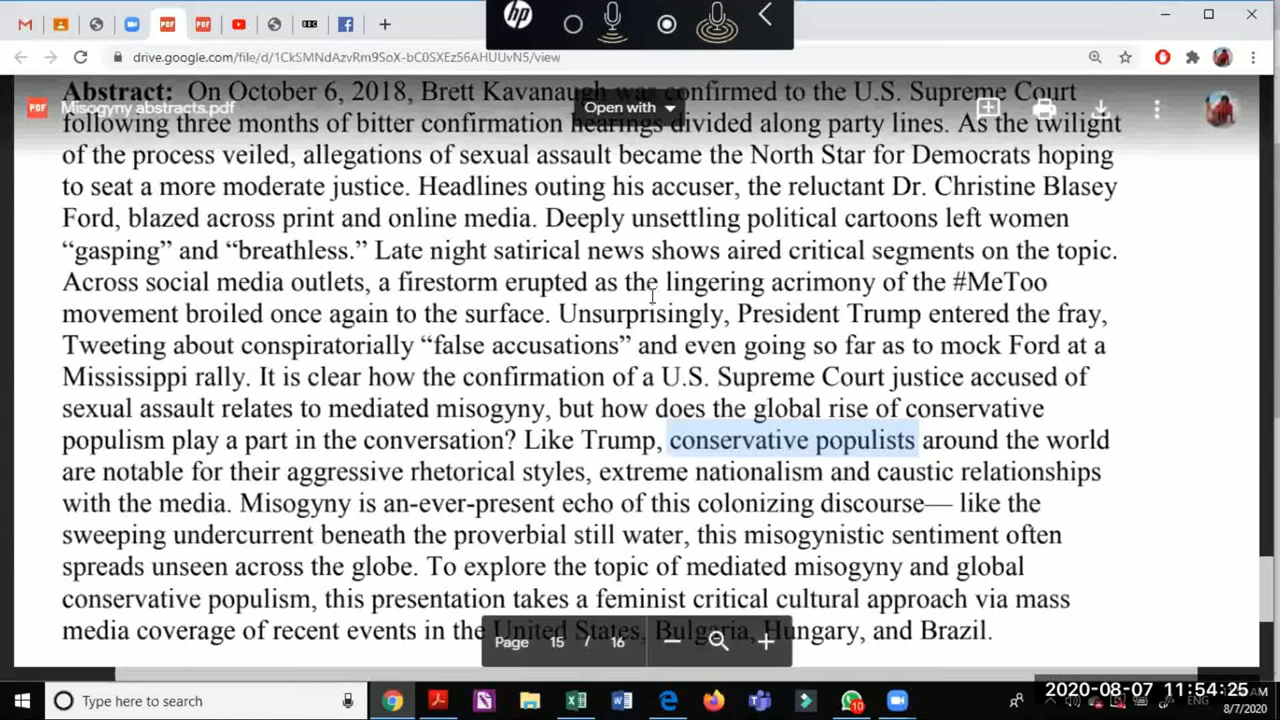 hp
drive.google.com/file/d/1CkSMNdAzvRm9SoX-bC0SXEz56AHUUvN5/view
Misogyny abstracts.pdf
Open with
Abstract: On October 6, 2018, Brett Kavanaugh was confirmed to the U.S. Supreme Court
following three months of bitter confirmation hearings divided along party lines. As the twilight
of the process veiled, allegations of sexual assault became the North Star for Democrats hoping
to seat a more moderate justice. Headlines outing his accuser, the reluctant Dr. Christine Blasey
Ford, blazed across print and online media. Deeply unsettling political cartoons left women
“gasping” and “breathless.” Late night satirical news shows aired critical segments on the topic.
Across social media outlets, a firestorm erupted as the lingering acrimony of the #MeToo
movement broiled once again to the surface. Unsurprisingly, President Trump entered the fray,
Tweeting about conspiratorially “false accusations” and even going so far as to mock Ford at a
Mississippi rally. It is clear how the confirmation of a U.S. Supreme Court justice accused of
sexual assault relates to mediated misogyny, but how does the global rise of conservative
populism play a part in the conversation? Like Trump, conservative populists around the world
are notable for their aggressive rhetorical styles, extreme nationalism and caustic relationships
with the media. Misogyny is an-ever-present echo of this colonizing discourse— like the
sweeping undercurrent beneath the proverbial still water, this misogynistic sentiment often
spreads unseen across the globe. To explore the topic of mediated misogyny and global
conservative populism, this presentation takes a feminist critical cultural approach via mass
media coverage of recent events in the United States, Bulgaria, Hungary, and Brazil.
Page 15 / 16
Type here to search
2020-08-07 11:54:25
ENG
8/7/2020